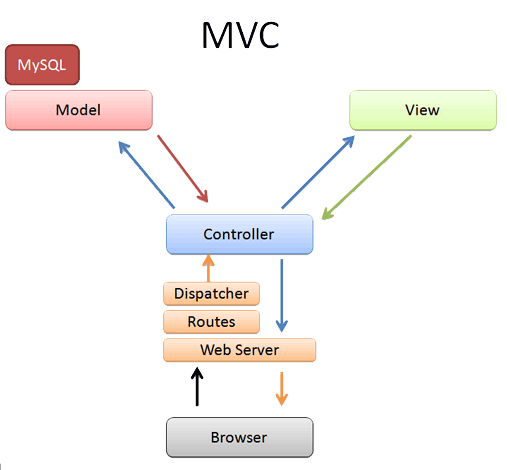 MVC
MySQL
Model
View
Controller
Dispatcher
Routes
Web Server
Browser